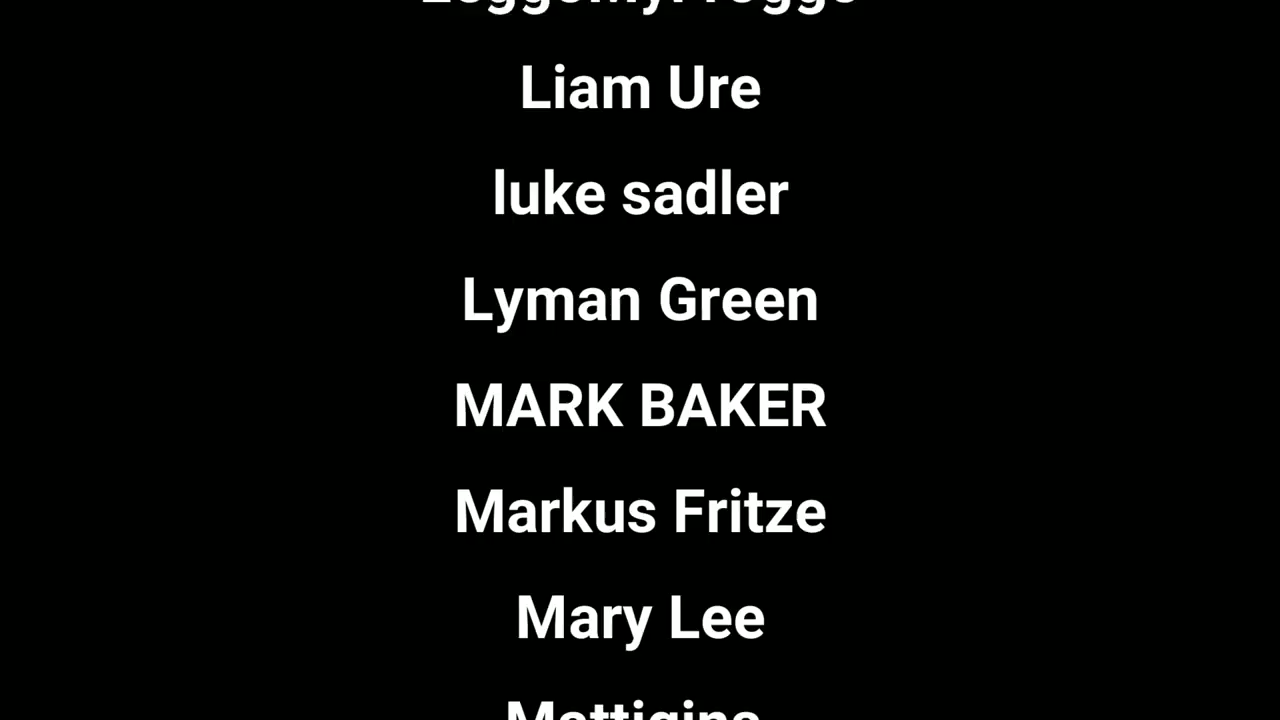 Liam Ure
luke sadler
Lyman Green
MARK BAKER
Markus Fritze
Mary Lee